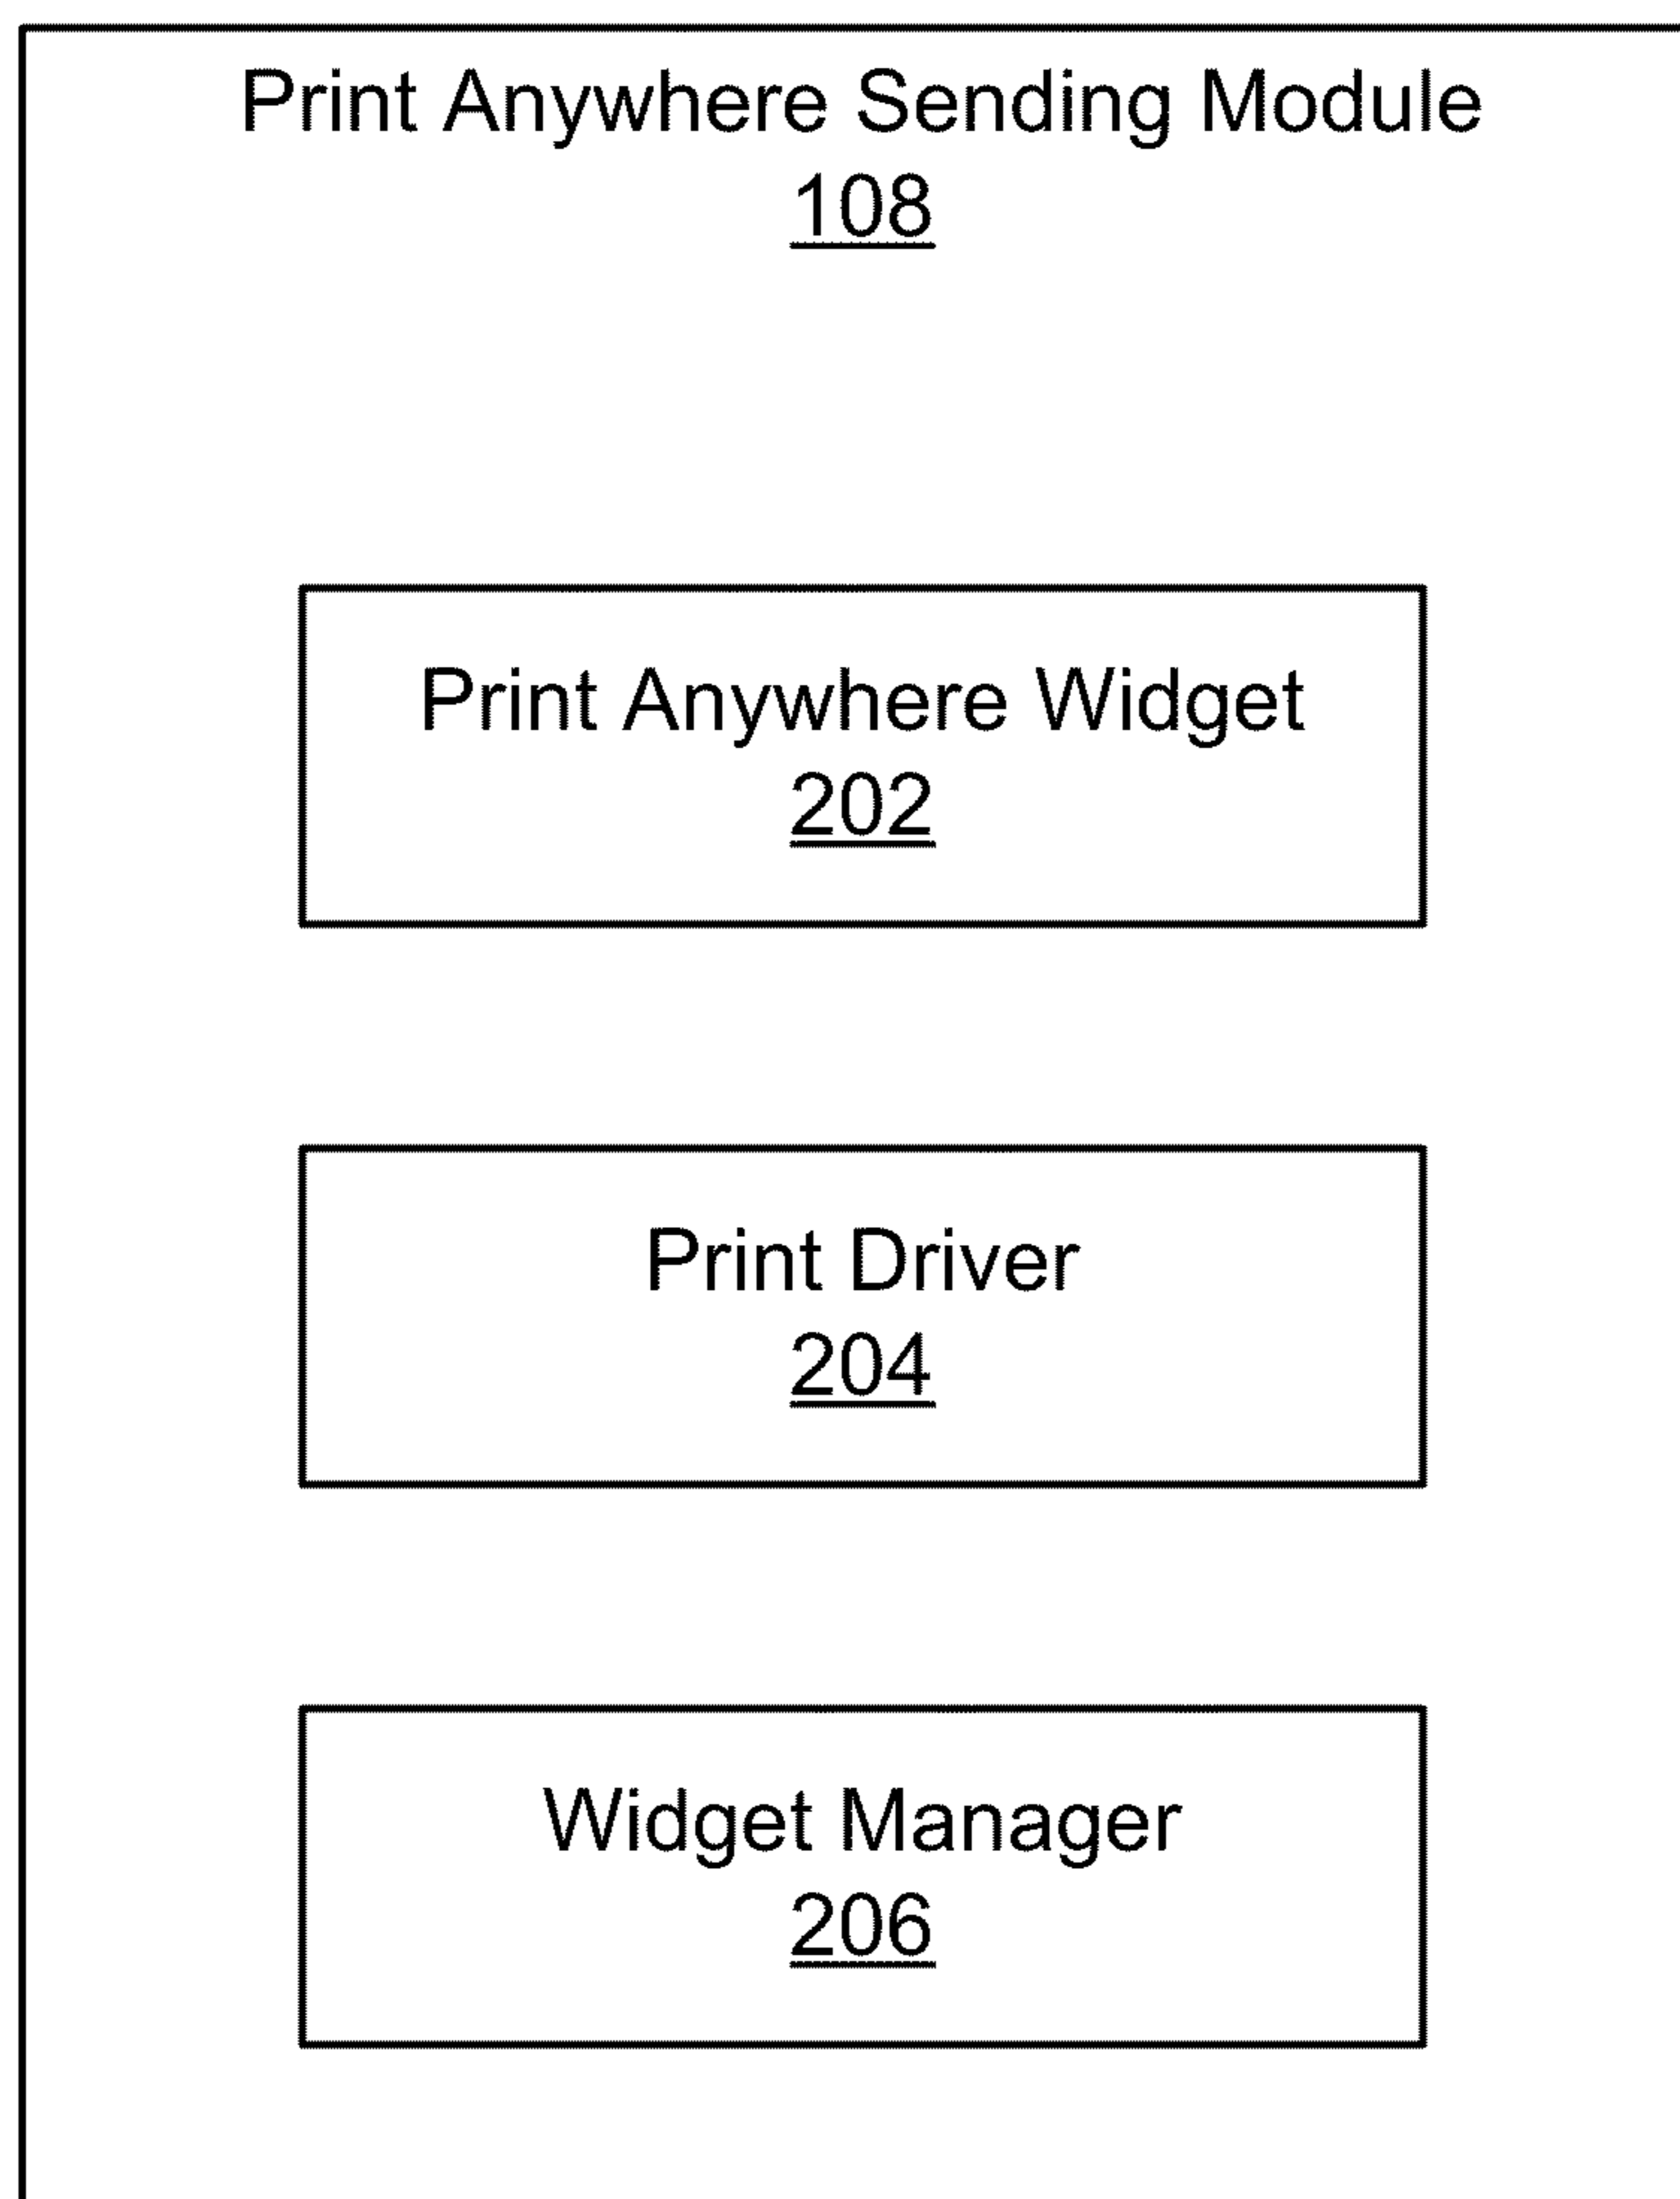 Print Anywhere Sending Module
108
Print Anywhere Widget
202
Print Driver
204
Widget Manager
206